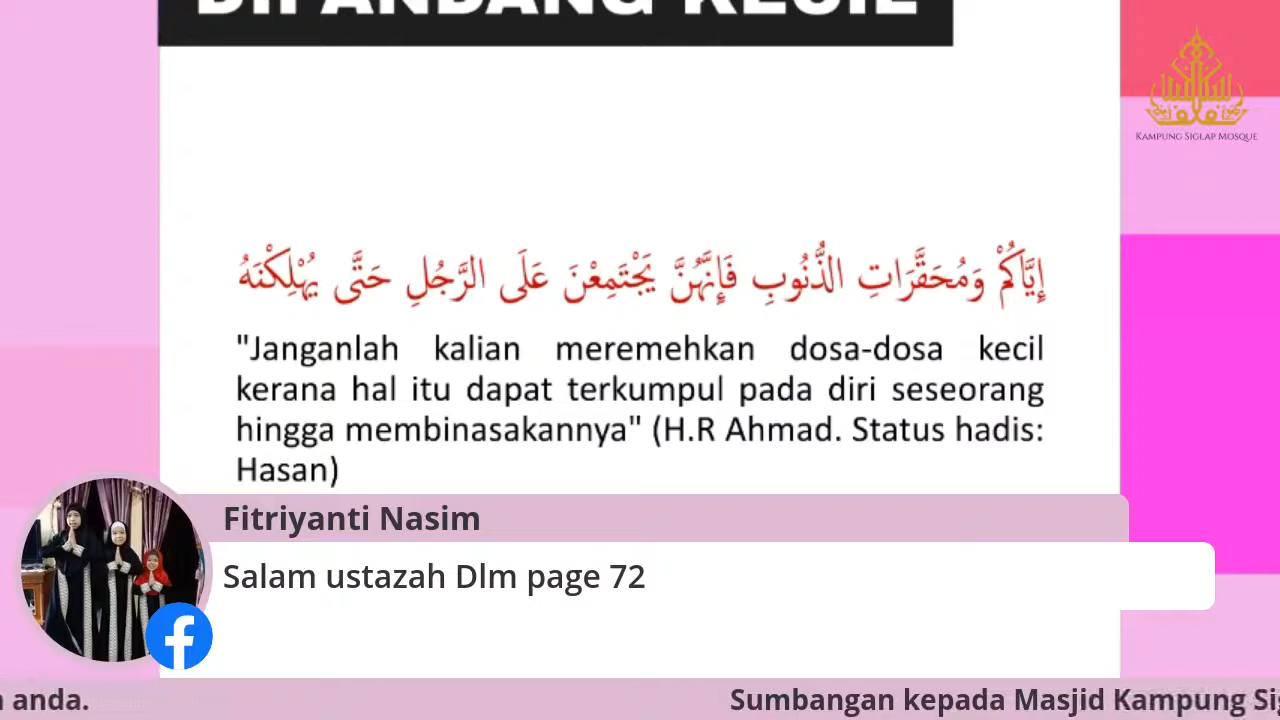 DIPANDANG KECIL
KAMPUNG SIGLAP MOSQUE
إِيَّاكُمْ وَمُحَقَّرَاتِ الذُّنُوبِ فَإِنَّهُنَّ يَجْتَمِعْنَ عَلَى الرَّجُلِ حَتَّى يُهْلِكْنَهُ
"Janganlah kalian meremehkan dosa-dosa kecil
kerana hal itu dapat terkumpul pada diri seseorang
hingga membinasakannya" (H.R Ahmad. Status hadis:
Hasan)
Fitriyanti Nasim
Salam ustazah Dlm page 72
anda. Sumbangan kepada Masjid Kampung